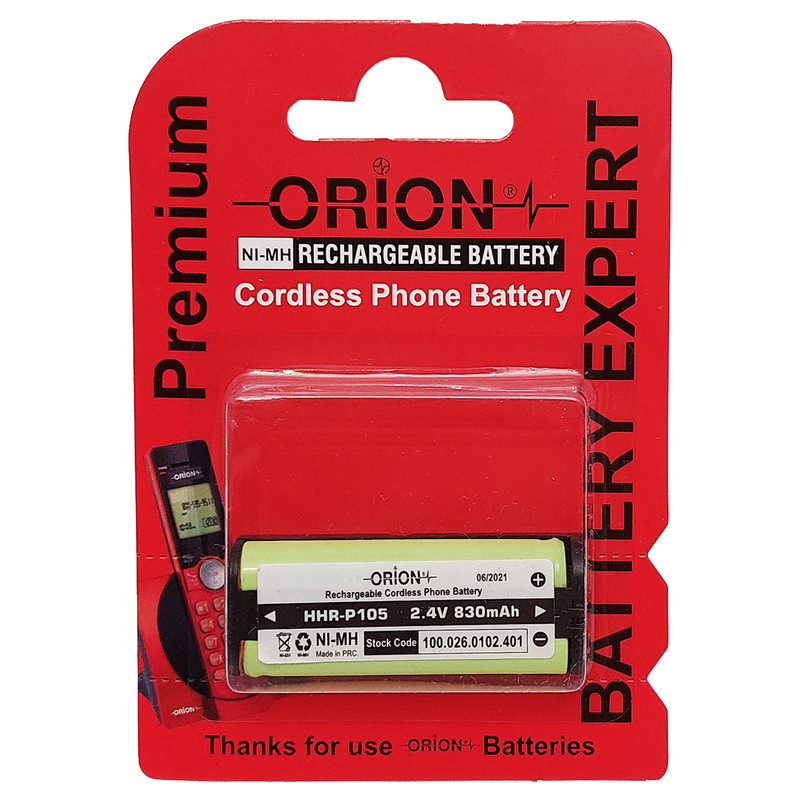 Premium
ORION®
NI-MH RECHARGEABLE BATTERY
Cordless Phone Battery
BATTERY EXPERT
ORION
ORION
ORION 06/2021 +
Rechargeable Cordless Phone Battery
◄ HHR-P105 2.4V 830mAh ►
NI-MH Stock Code 100.026.0102.401 −
Made in PRC.
Thanks for use ORION Batteries